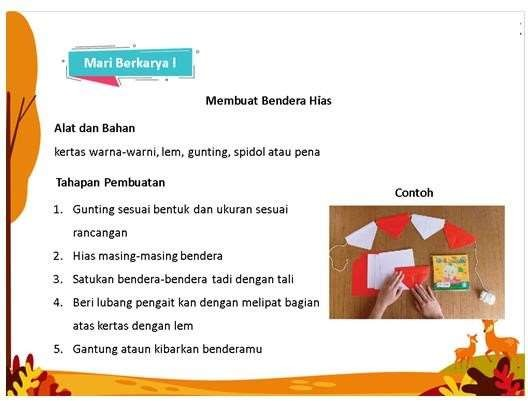 Mari Berkarya !
Membuat Bendera Hias
Alat dan Bahan
kertas warna-warni, lem, gunting, spidol atau pena
Tahapan Pembuatan
Contoh
1. Gunting sesuai bentuk dan ukuran sesuai
rancangan
2. Hias masing-masing bendera
3. Satukan bendera-bendera tadi dengan tali
4. Beri lubang pengait kan dengan melipat bagian
atas kertas dengan lem
5. Gantung ataun kibarkan benderamu